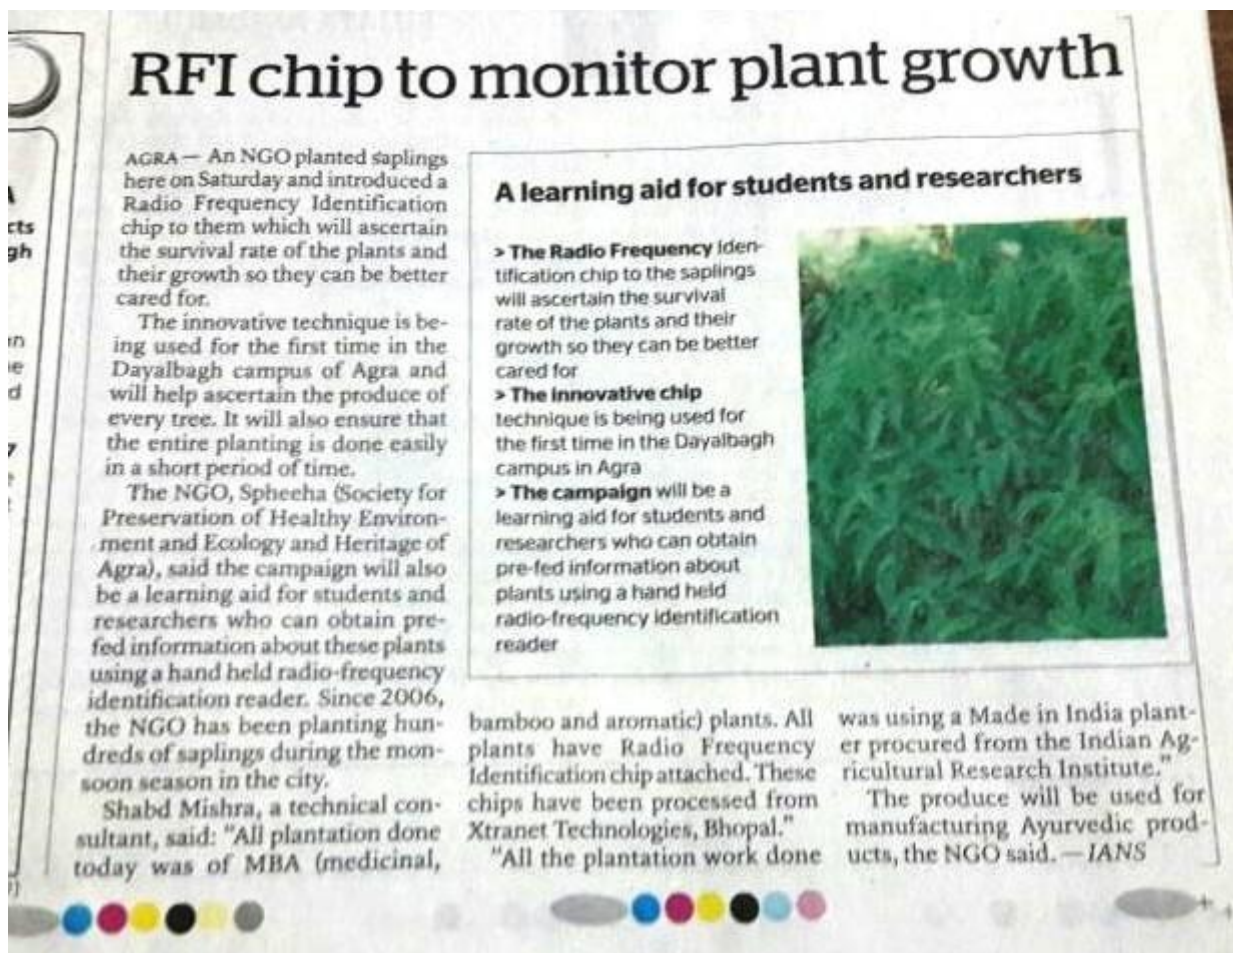 RFI chip to monitor plant growth
AGRA — An NGO planted saplings
here on Saturday and introduced a
Radio Frequency Identification
chip to them which will ascertain
the survival rate of the plants and
their growth so they can be better
cared for.
The innovative technique is be-
ing used for the first time in the
Dayalbagh campus of Agra and
will help ascertain the produce of
every tree. It will also ensure that
the entire planting is done easily
in a short period of time.
The NGO, Spheeha (Society for
Preservation of Healthy Environ-
ment and Ecology and Heritage of
Agra), said the campaign will also
be a learning aid for students and
researchers who can obtain pre-
fed information about these plants
using a hand held radio-frequency
identification reader. Since 2006,
the NGO has been planting hun-
dreds of saplings during the mon-
soon season in the city.
Shabd Mishra, a technical con-
sultant, said: "All plantation done
today was of MBA (medicinal,
A learning aid for students and researchers
> The Radio Frequency Iden-
tification chip to the saplings
will ascertain the survival
rate of the plants and their
growth so they can be better
cared for
> The innovative chip
technique is being used for
the first time in the Dayalbagh
campus in Agra
> The campaign will be a
learning aid for students and
researchers who can obtain
pre-fed information about
plants using a hand held
radio-frequency identification
reader
bamboo and aromatic) plants. All
plants have Radio Frequency
Identification chip attached. These
chips have been processed from
Xtranet Technologies, Bhopal."
"All the plantation work done
was using a Made in India plant-
er procured from the Indian Ag-
ricultural Research Institute."
The produce will be used for
manufacturing Ayurvedic prod-
ucts, the NGO said. — IANS